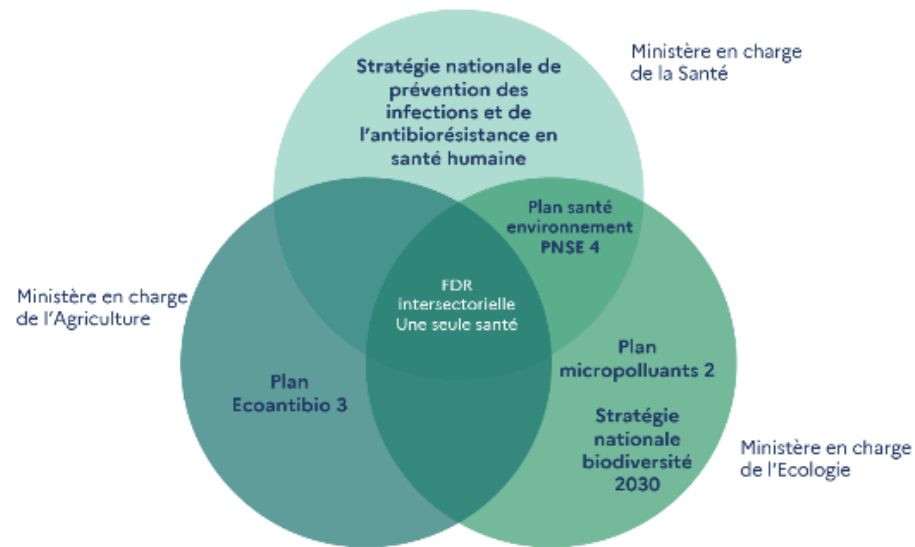 Stratégie nationale de
prévention des
infections et de
l'antibiorésistance en
santé humaine
Ministère en charge
de la Santé
Plan santé
environnement
PNSE 4
FDR
intersectorielle
Une seule santé
Ministère en charge
de l'Agriculture
Plan
Ecoantibio 3
Plan
micropolluants 2
Stratégie
nationale
biodiversité
2030
Ministère en charge
de l'Ecologie